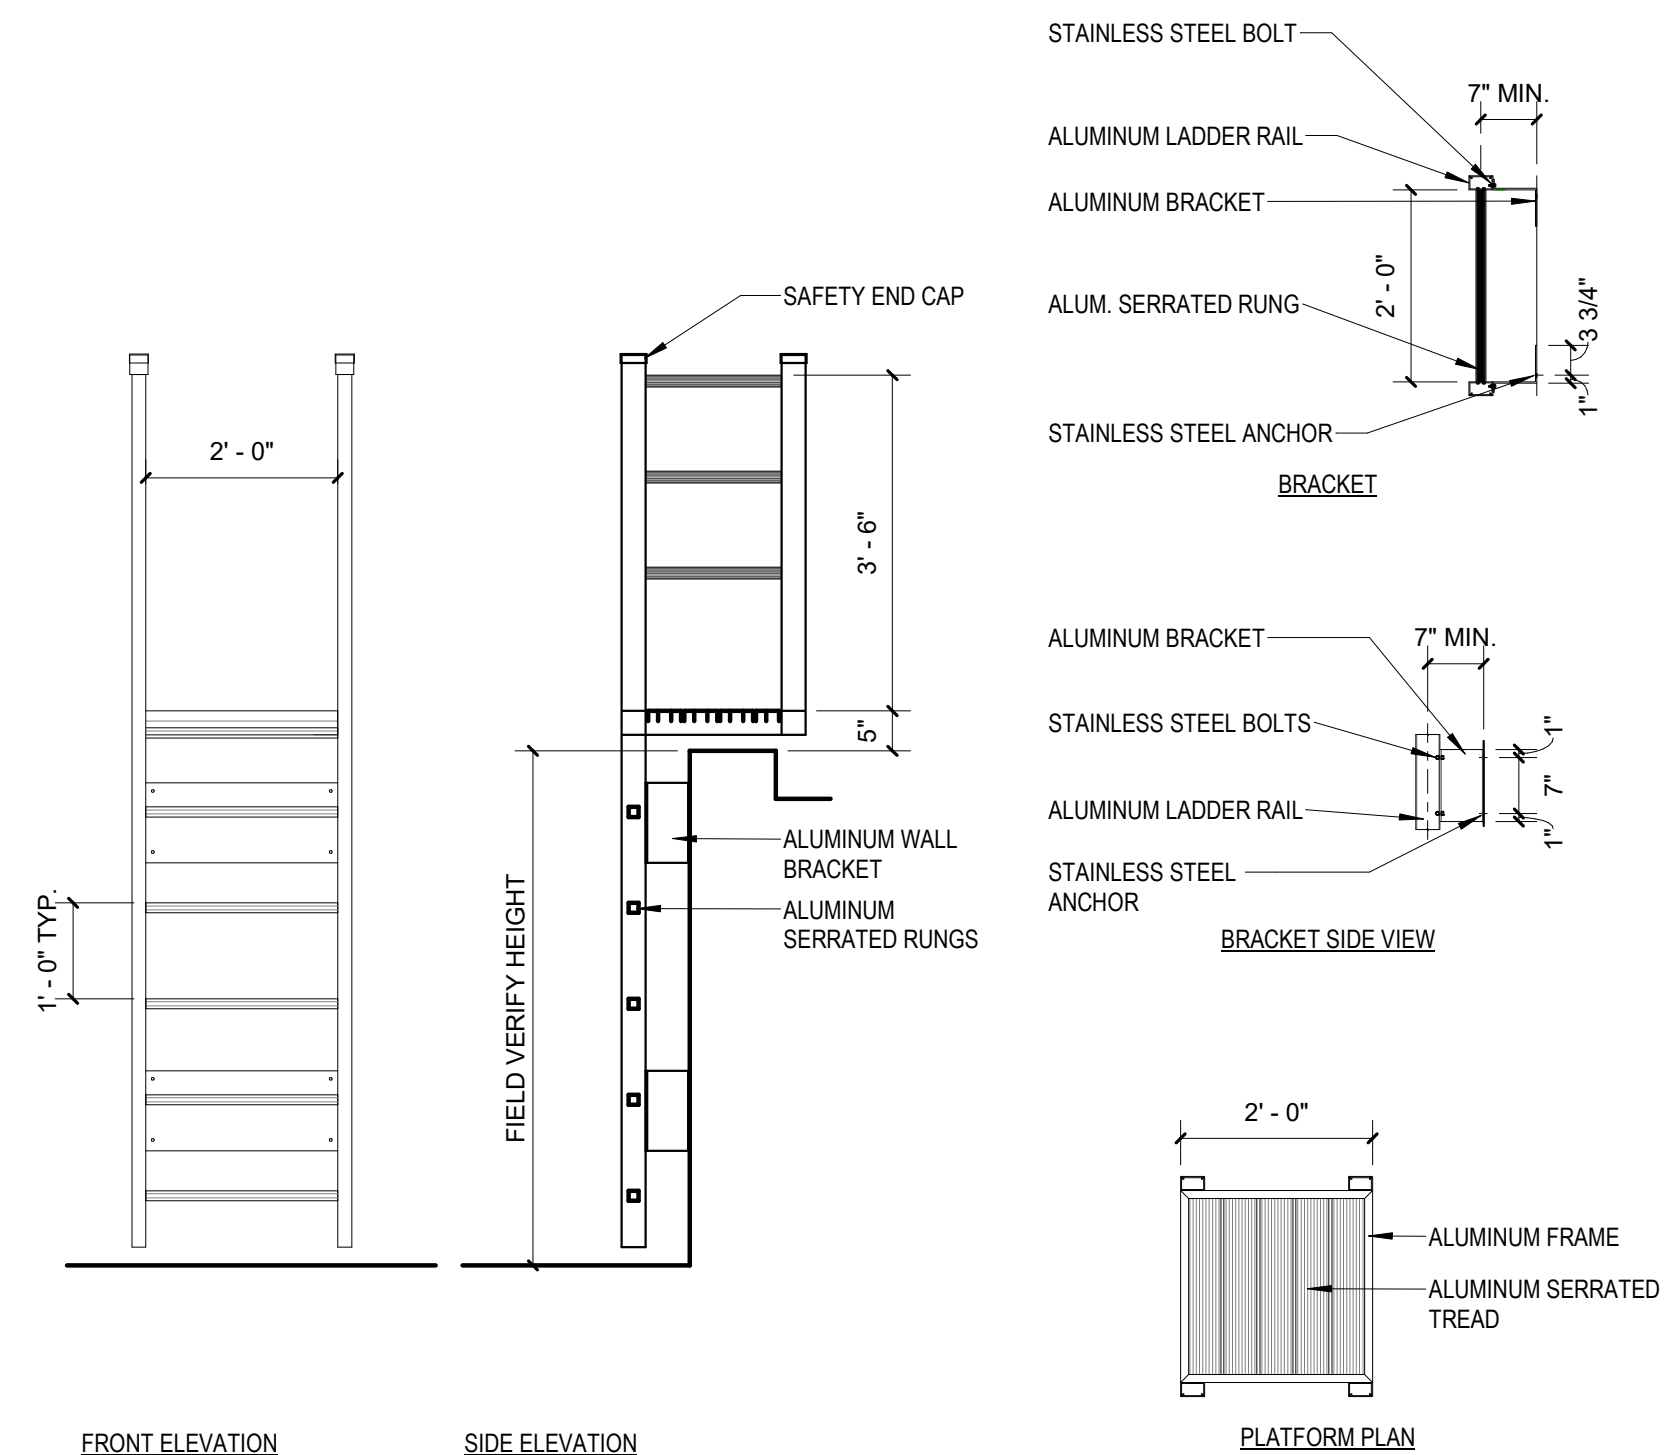 2' - 0"
1' - 0" TYP.
FRONT ELEVATION
SAFETY END CAP
3' - 6"
5"
FIELD VERIFY HEIGHT
ALUMINUM WALL
BRACKET
ALUMINUM
SERRATED RUNGS
SIDE ELEVATION
STAINLESS STEEL BOLT
7" MIN.
ALUMINUM LADDER RAIL
ALUMINUM BRACKET
2' - 0"
ALUM. SERRATED RUNG
3 3/4"
1"
STAINLESS STEEL ANCHOR
BRACKET
ALUMINUM BRACKET
7" MIN.
STAINLESS STEEL BOLTS
1"
7"
1"
ALUMINUM LADDER RAIL
STAINLESS STEEL
ANCHOR
BRACKET SIDE VIEW
2' - 0"
ALUMINUM FRAME
ALUMINUM SERRATED
TREAD
PLATFORM PLAN